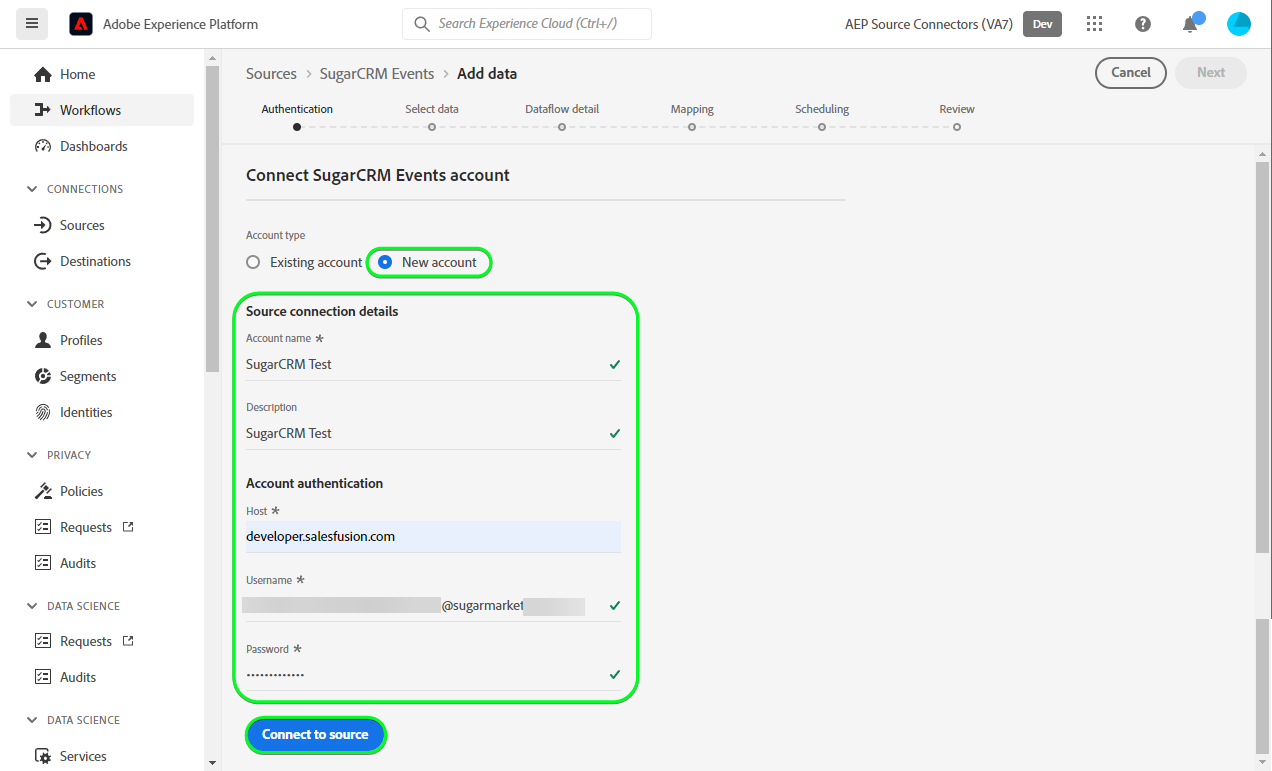 Adobe Experience Platform
Search Experience Cloud (Ctrl+/)
AEP Source Connectors (VA7) Dev
Home
Workflows
Dashboards
CONNECTIONS
Sources
Destinations
CUSTOMER
Profiles
Segments
Identities
PRIVACY
Policies
Requests
Audits
DATA SCIENCE
Requests
Audits
DATA SCIENCE
Services
Sources > SugarCRM Events > Add data
Cancel Next
Authentication Select data Dataflow detail Mapping Scheduling Review
Connect SugarCRM Events account
Account type
Existing account New account
Source connection details
Account name *
SugarCRM Test
Description
SugarCRM Test
Account authentication
Host *
developer.salesfusion.com
Username *
@sugarmarket
Password *
•••••••••••••
Connect to source